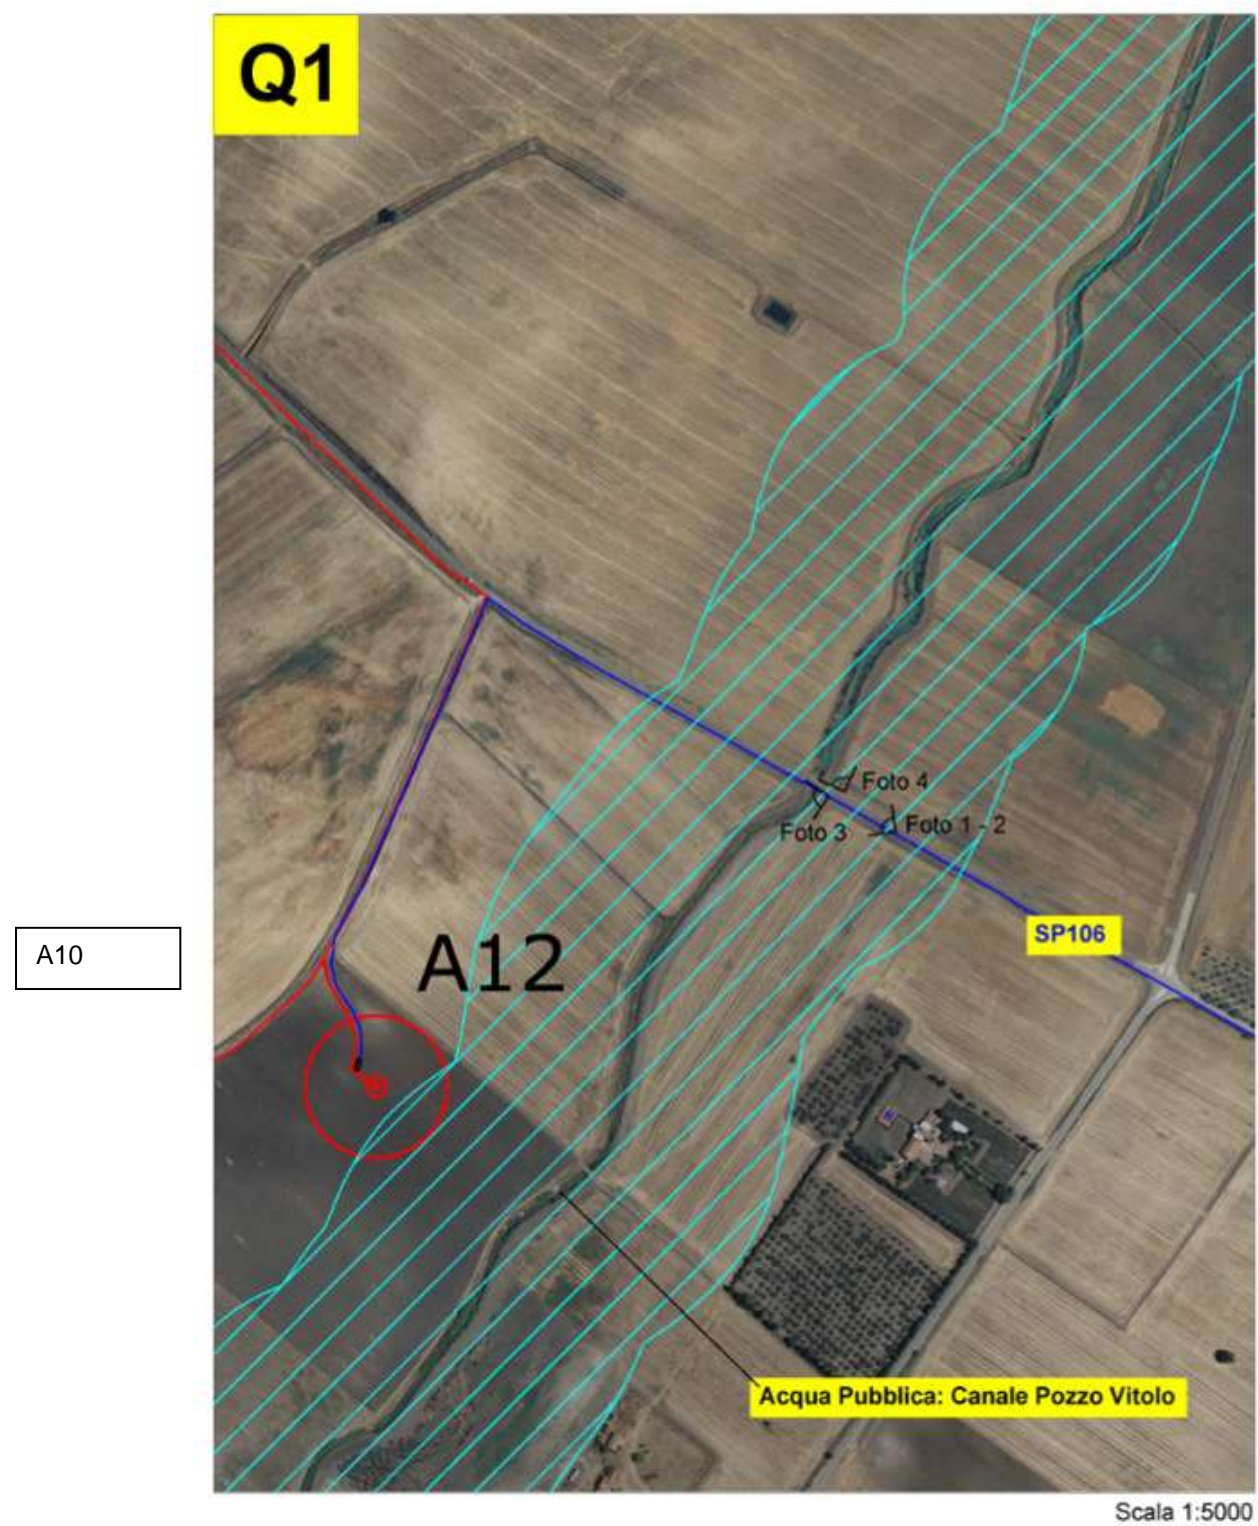 Q1
Foto 4
Foto 3
Foto 1 - 2
SP106
A10
A12
Acqua Pubblica: Canale Pozzo Vitolo
Scala 1:5000